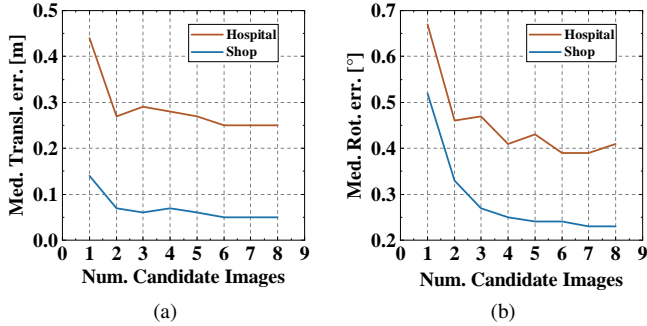 Med. Transl. err. [m]
0.5
0.4
0.3
0.2
0.1
0.0
Hospital
Shop
0 1 2 3 4 5 6 7 8 9
Num. Candidate Images
(a)
Med. Rot. err. [°]
0.7
0.6
0.5
0.4
0.3
0.2
Hospital
Shop
0 1 2 3 4 5 6 7 8 9
Num. Candidate Images
(b)